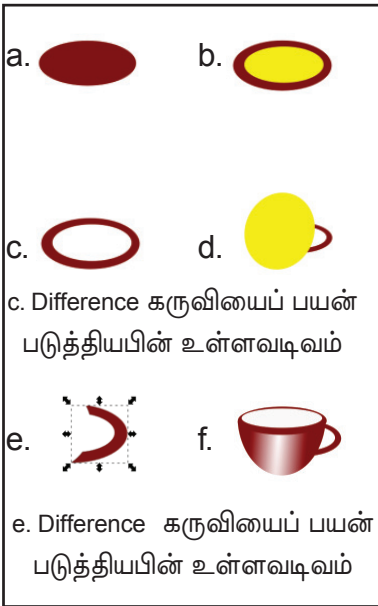 a. b.
c. d.
c. Difference கருவியைப் பயன்
படுத்தியபின் உள்ளவடிவம்
e. f.
e. Difference கருவியைப் பயன்
படுத்தியபின் உள்ளவடிவம்